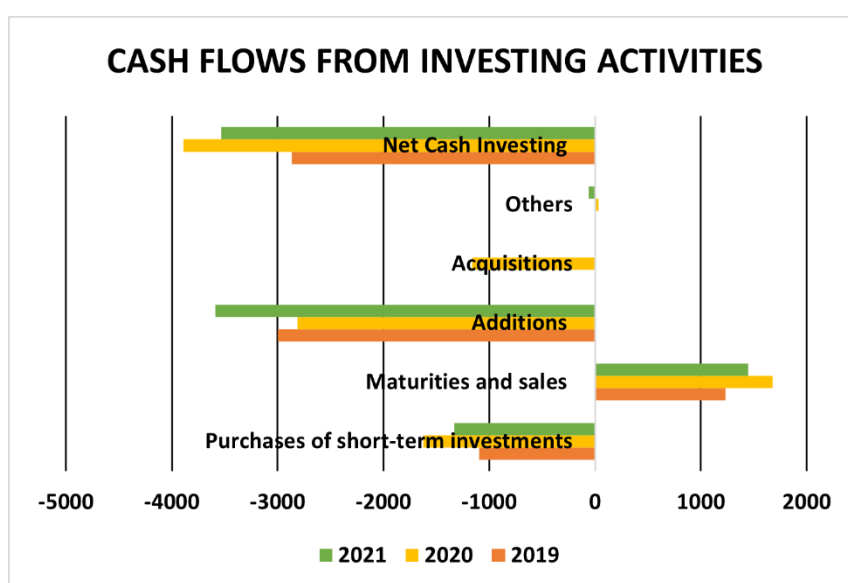 CASH FLOWS FROM INVESTING ACTIVITIES
Net Cash Investing
Others
Acquisitions
Additions
Maturities and sales
Purchases of short-term investments
-5000 -4000 -3000 -2000 -1000 0 1000 2000
2021 2020 2019